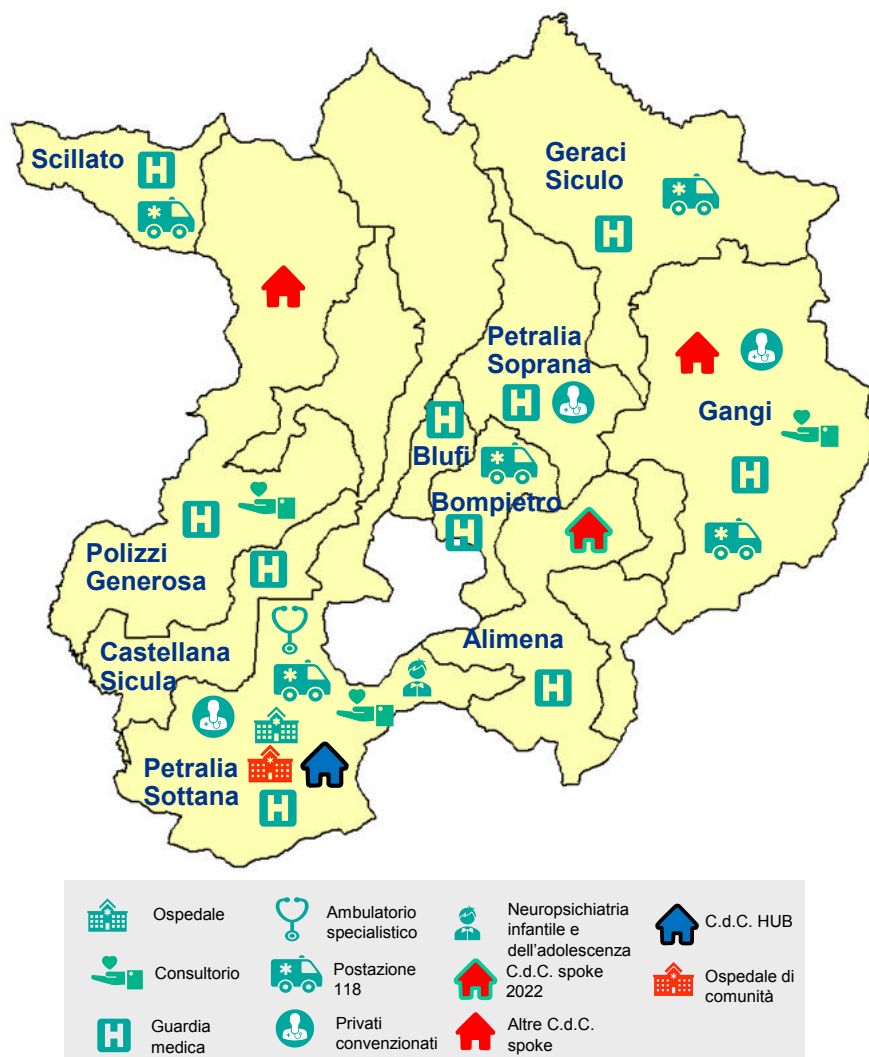 Scillato
Geraci
Siculo
Petralia
Soprana
Gangi
Blufi
Bompietro
Polizzi
Generosa
Castellana
Sicula
Alimena
Petralia
Sottana
Ospedale
Ambulatorio
specialistico
Neuropsichiatria
infantile e
dell'adolescenza
C.d.C. HUB
Consultorio
Postazione
118
C.d.C. spoke
2022
Ospedale di
comunità
Guardia
medica
Privati
convenzionati
Altre C.d.C.
spoke